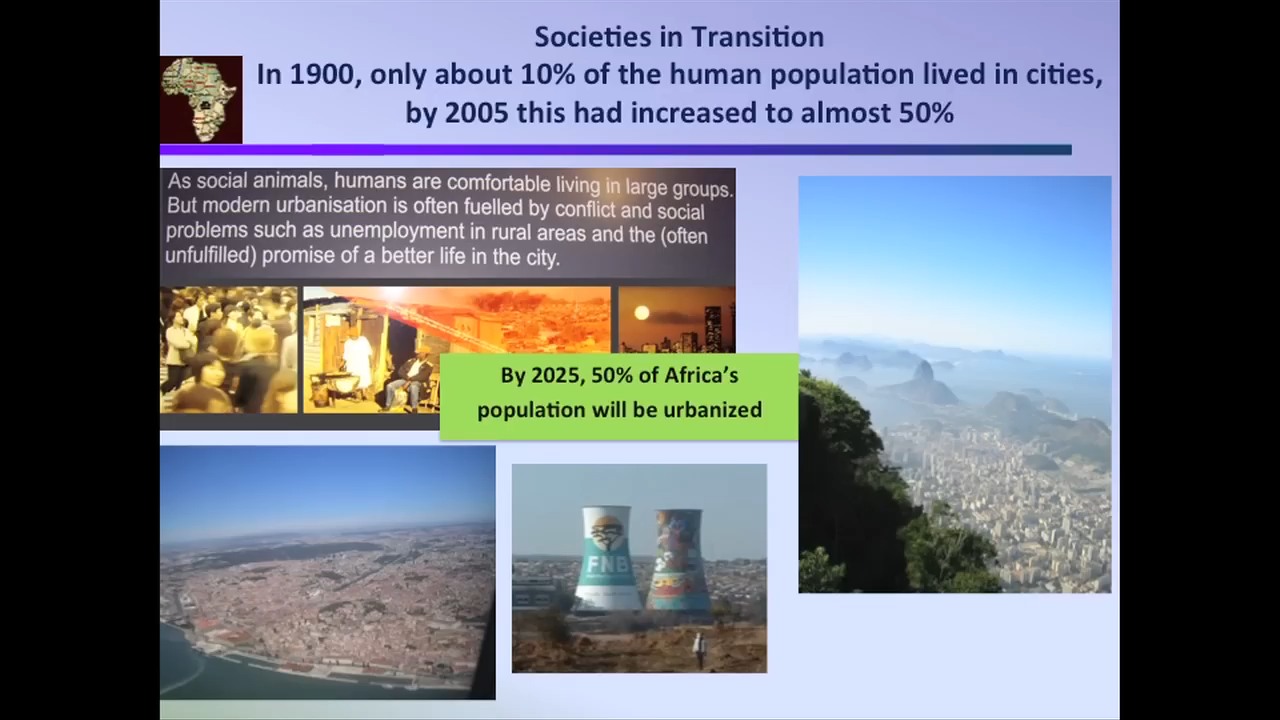 Societies in Transition
In 1900, only about 10% of the human population lived in cities,
by 2005 this had increased to almost 50%
As social animals, humans are comfortable living in large groups.
But modern urbanisation is often fuelled by conflict and social
problems such as unemployment in rural areas and the (often
unfulfilled) promise of a better life in the city.
By 2025, 50% of Africa's
population will be urbanized
FNB